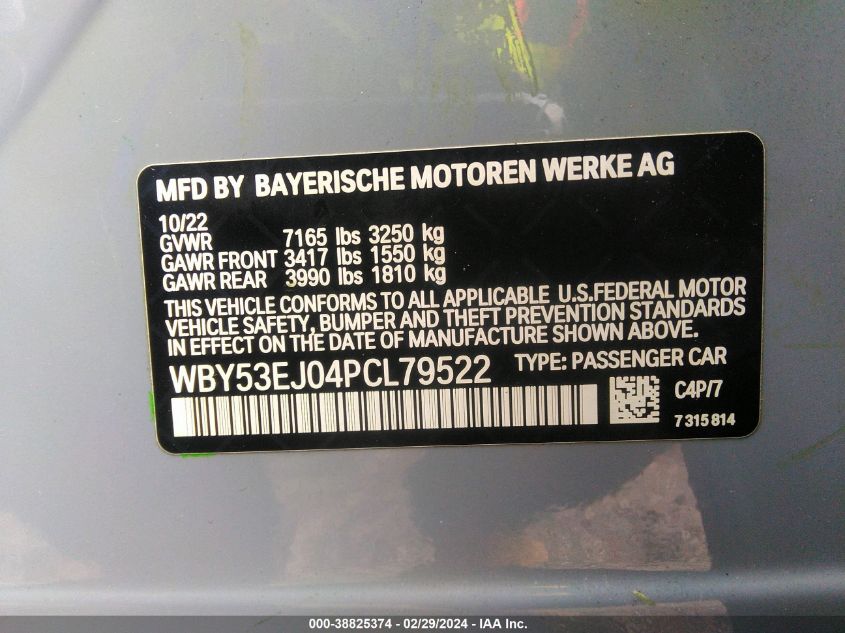 MFD BY BAYERISCHE MOTOREN WERKE AG
10/22
GVWR 7165 lbs 3250 kg
GAWR FRONT 3417 lbs 1550 kg
GAWR REAR 3990 lbs 1810 kg
THIS VEHICLE CONFORMS TO ALL APPLICABLE U.S.FEDERAL MOTOR
VEHICLE SAFETY, BUMPER AND THEFT PREVENTION STANDARDS
IN EFFECT ON THE DATE OF MANUFACTURE SHOWN ABOVE.
WBY53EJ04PCL79522 TYPE: PASSENGER CAR
C4P/7
7315814
000-38825374 - 02/29/2024 - IAA Inc.